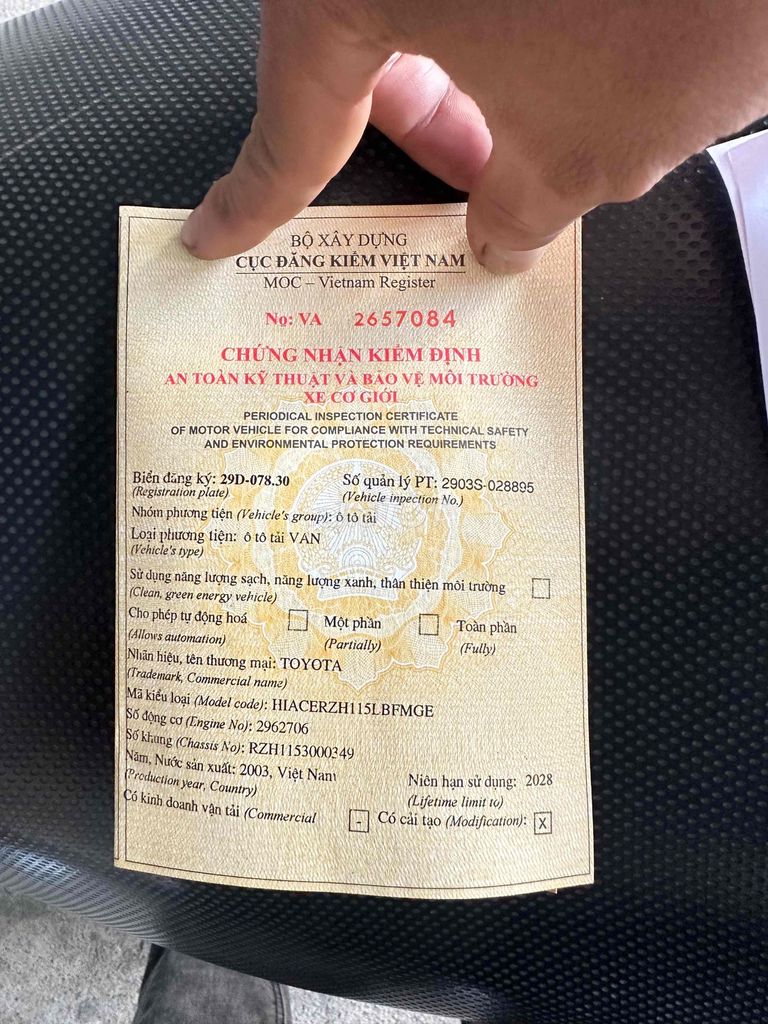 BỘ XÂY DỰNG
CỤC ĐĂNG KIỂM VIỆT NAM
MOC – Vietnam Register
No: VA 2657084
CHỨNG NHẬN KIỂM ĐỊNH
AN TOÀN KỸ THUẬT VÀ BẢO VỆ MÔI TRƯỜNG
XE CƠ GIỚI
PERIODICAL INSPECTION CERTIFICATE
OF MOTOR VEHICLE FOR COMPLIANCE WITH TECHNICAL SAFETY
AND ENVIRONMENTAL PROTECTION REQUIREMENTS
Biển đăng ký: 29D-078.30 Số quản lý PT: 2903S-028895
(Registration plate) (Vehicle inpection No.)
Nhóm phương tiện (Vehicle's group): ô tô tải
Loại phương tiện: ô tô tải VAN
(Vehicle's type)
Sử dụng năng lượng sạch, năng lượng xanh, thân thiện môi trường
(Clean, green energy vehicle)
Cho phép tự động hoá Một phần Toàn phần
(Allows automation) (Partially) (Fully)
Nhãn hiệu, tên thương mại: TOYOTA
(Trademark, Commercial name)
Mã kiểu loại (Model code): HIACERZH115LBFMGE
Số động cơ (Engine No): 2962706
Số khung (Chassis No): RZH1153000349
Năm, Nước sản xuất: 2003, Việt Nam Niên hạn sử dụng: 2028
(Production year, Country) (Lifetime limit to)
Có kinh doanh vận tải (Commercial - Có cải tạo (Modification): X